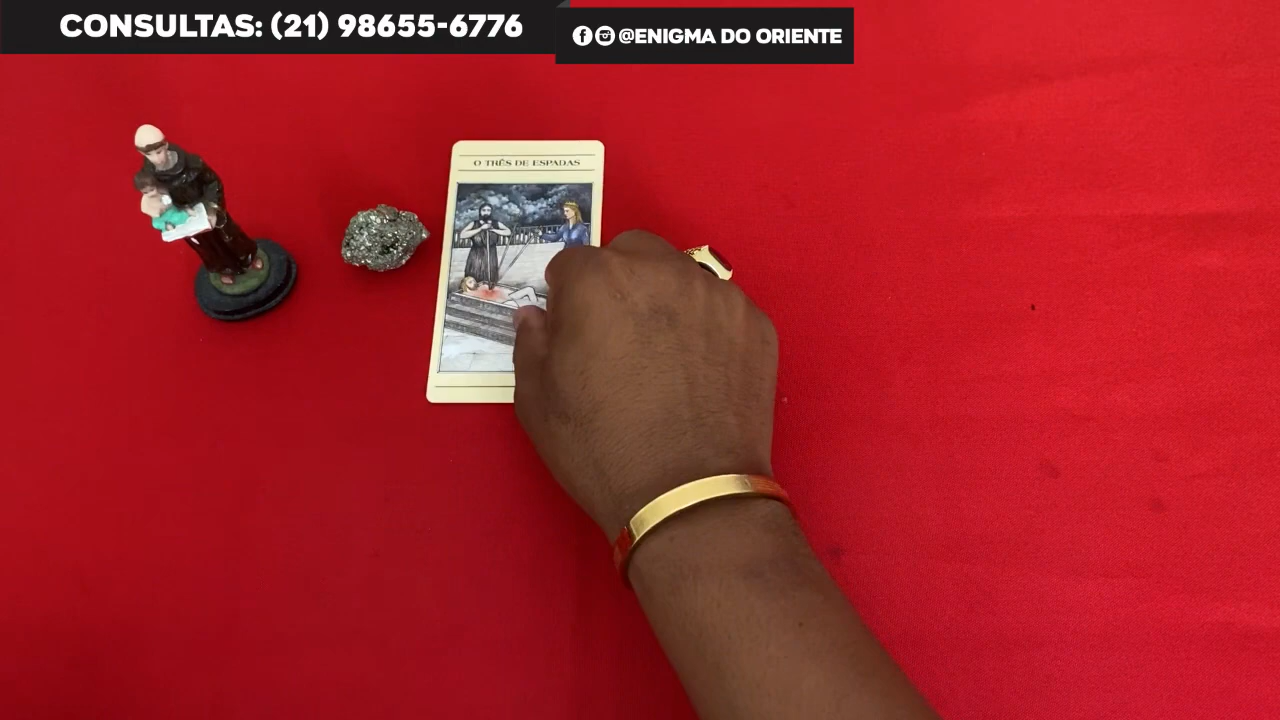 CONSULTAS: (21) 98655-6776
@ENIGMA DO ORIENTE
O TRÊS DE ESPADAS